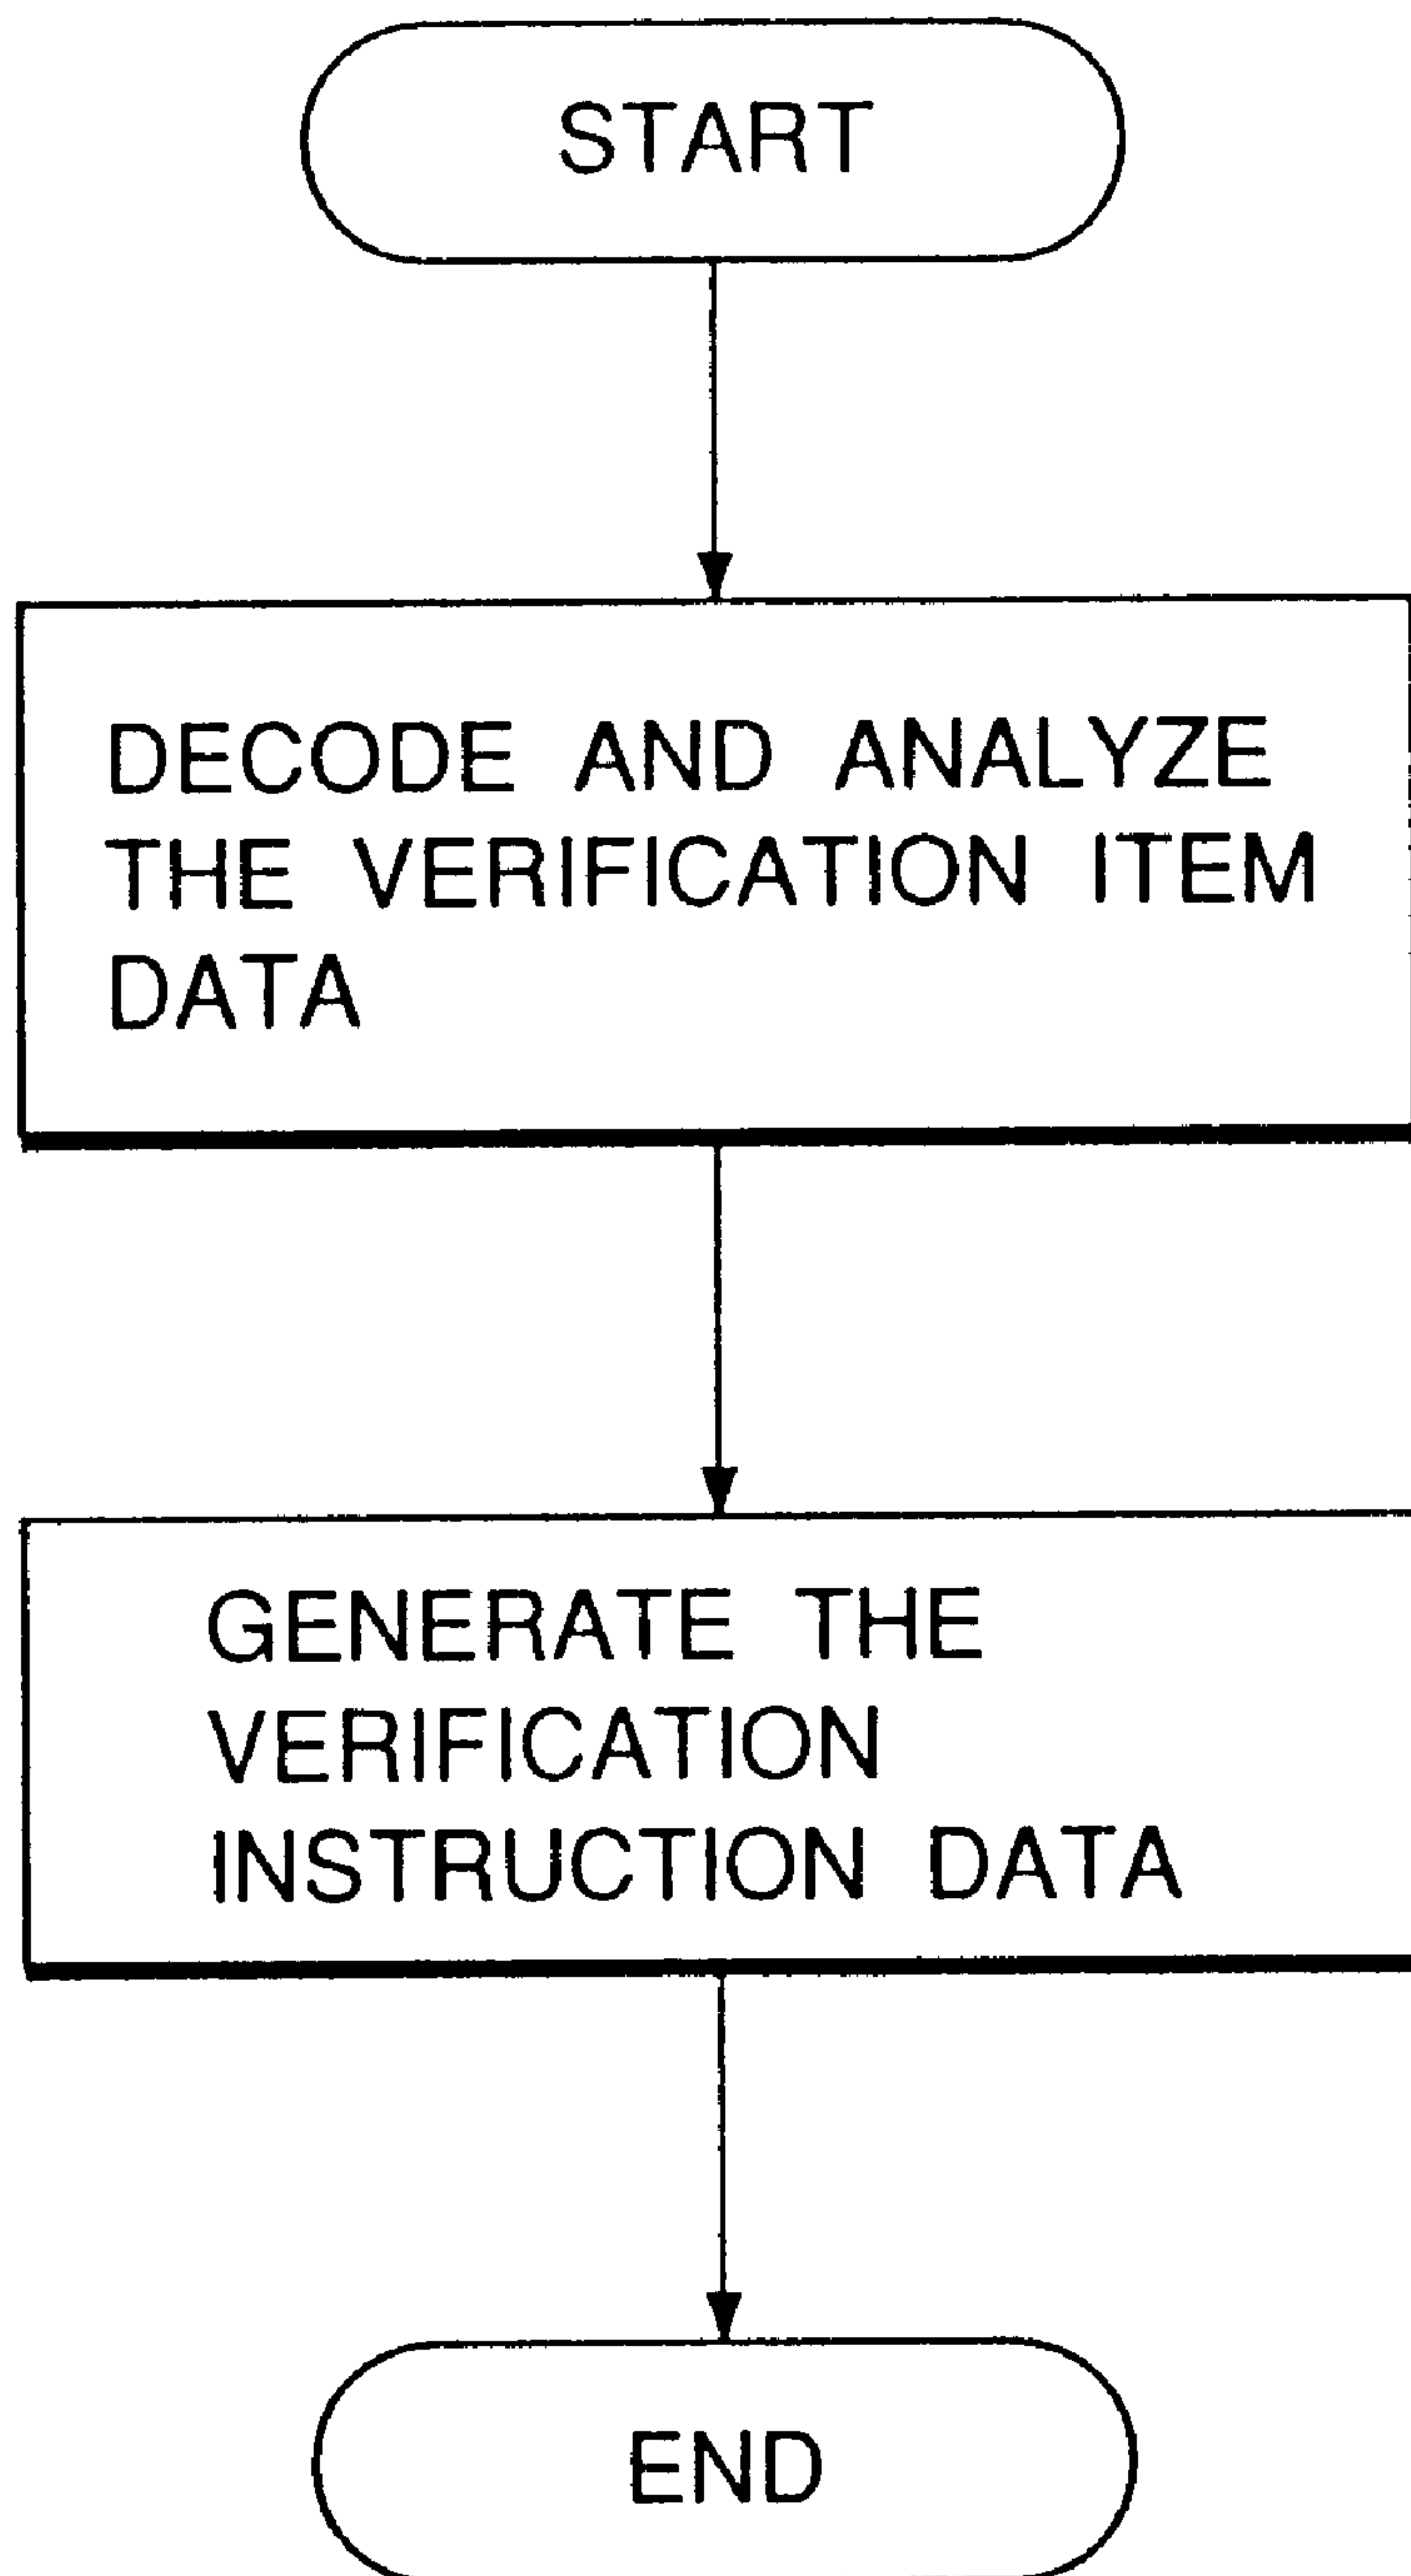 START
DECODE AND ANALYZE
THE VERIFICATION ITEM
DATA
GENERATE THE
VERIFICATION
INSTRUCTION DATA
END